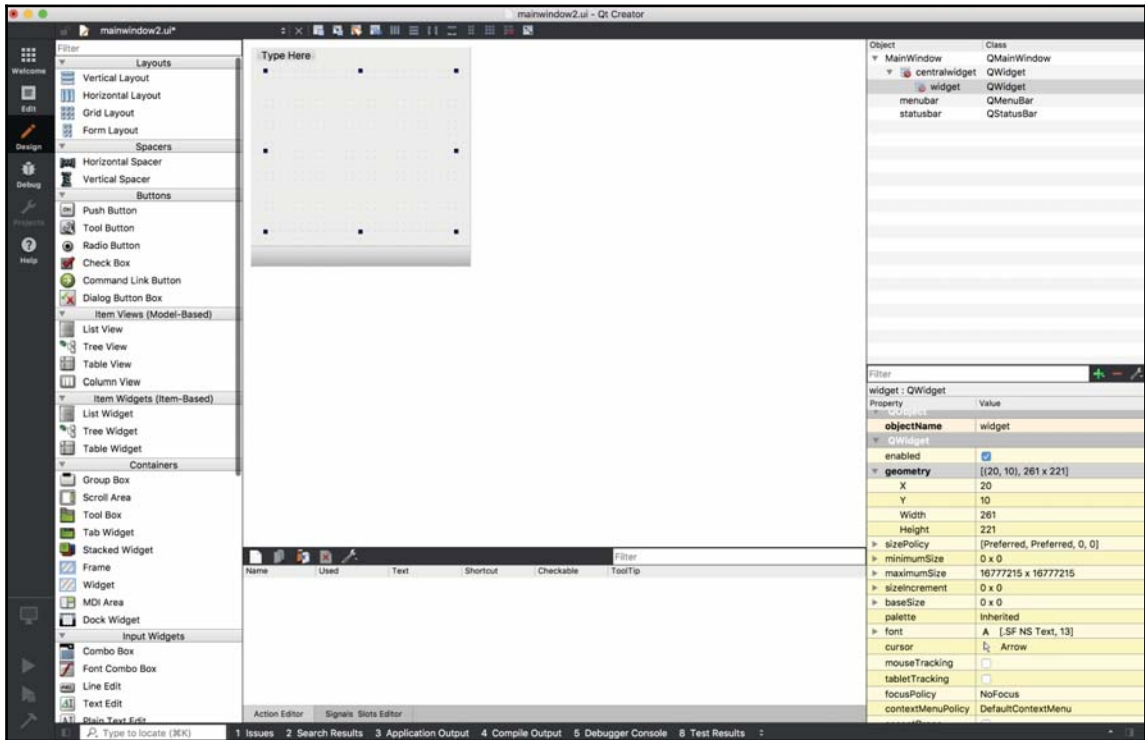 mainwindow2.ui - Qt Creator
mainwindow2.ui*
Welcome
Edit
Design
Debug
Projects
Help
Filter
Layouts
Vertical Layout
Horizontal Layout
Grid Layout
Form Layout
Spacers
Horizontal Spacer
Vertical Spacer
Buttons
Push Button
Tool Button
Radio Button
Check Box
Command Link Button
Dialog Button Box
Item Views (Model-Based)
List View
Tree View
Table View
Column View
Item Widgets (Item-Based)
List Widget
Tree Widget
Table Widget
Containers
Group Box
Scroll Area
Tool Box
Tab Widget
Stacked Widget
Frame
Widget
MDI Area
Dock Widget
Input Widgets
Combo Box
Font Combo Box
Line Edit
Text Edit
Plain Text Edit
Type Here
Filter
Name Used Text Shortcut Checkable ToolTip
Action Editor Signals Slots Editor
Object Class
MainWindow QMainWindow
centralwidget QWidget
widget QWidget
menubar QMenuBar
statusbar QStatusBar
Filter
widget : QWidget
Property Value
QObject
objectName widget
QWidget
enabled
geometry [(20, 10), 261 x 221]
X 20
Y 10
Width 261
Height 221
sizePolicy [Preferred, Preferred, 0, 0]
minimumSize 0 x 0
maximumSize 16777215 x 16777215
sizeIncrement 0 x 0
baseSize 0 x 0
palette Inherited
font A [.SF NS Text, 13]
cursor Arrow
mouseTracking
tabletTracking
focusPolicy NoFocus
contextMenuPolicy DefaultContextMenu
Type to locate (⌘K) 1 Issues 2 Search Results 3 Application Output 4 Compile Output 5 Debugger Console 8 Test Results